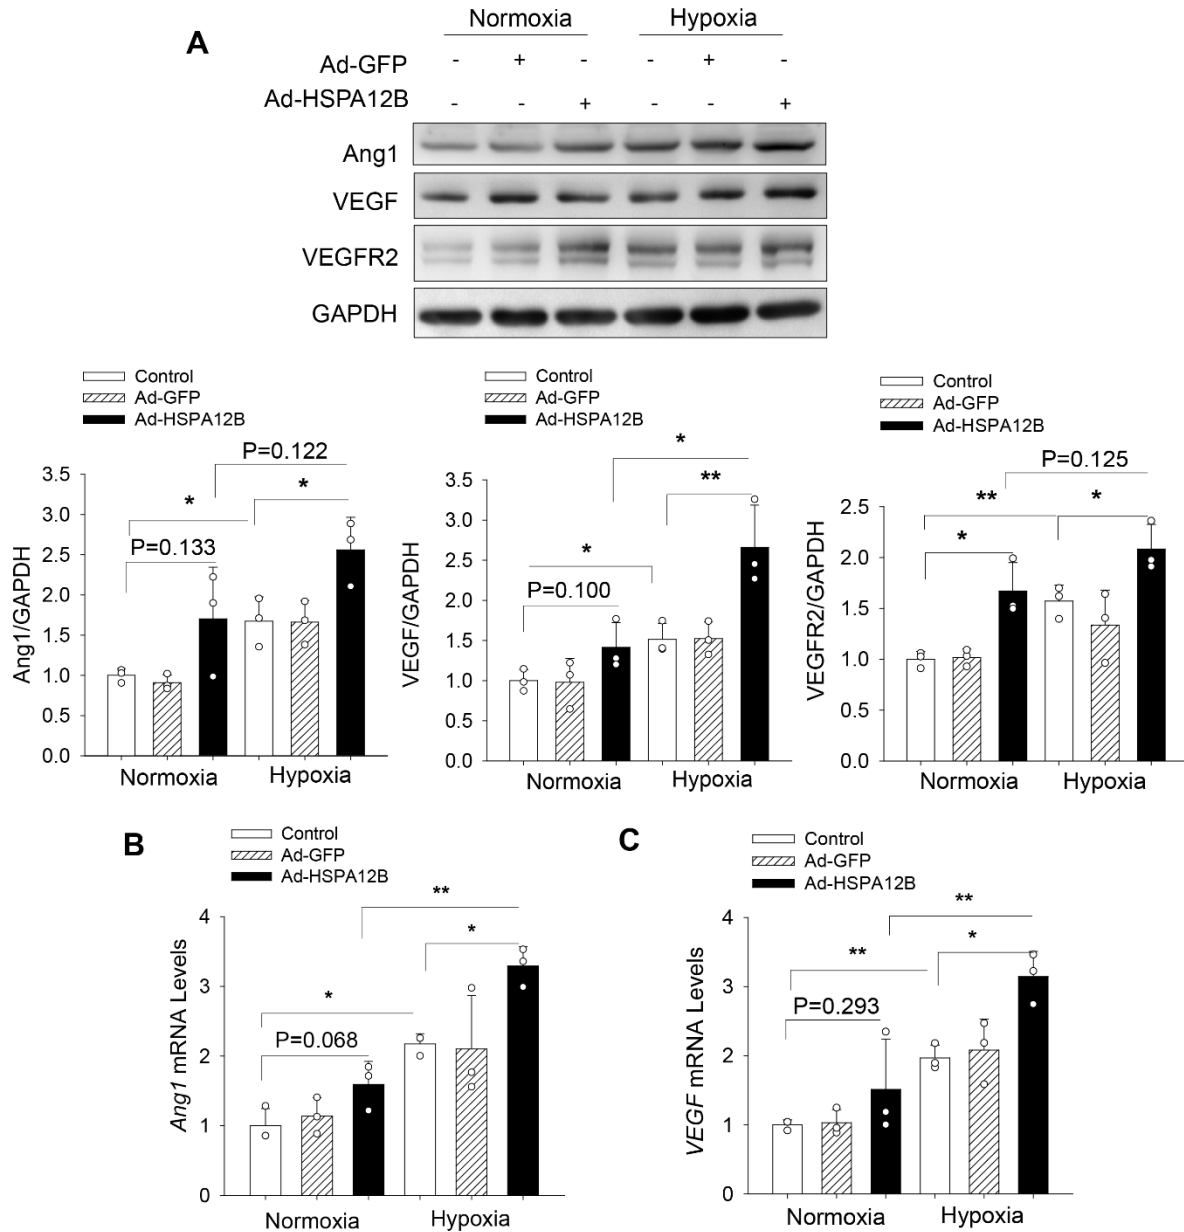 A
Normoxia Hypoxia
Ad-GFP - + - - + -
Ad-HSPA12B - - + - - +
Ang1
VEGF
VEGFR2
GAPDH
Control
Ad-GFP
Ad-HSPA12B
P=0.122
*
*
P=0.133
Ang1/GAPDH
3.5
3.0
2.5
2.0
1.5
1.0
0.5
0.0
Normoxia Hypoxia
Control
Ad-GFP
Ad-HSPA12B
*
**
*
P=0.100
VEGF/GAPDH
3.5
3.0
2.5
2.0
1.5
1.0
0.5
0.0
Normoxia Hypoxia
Control
Ad-GFP
Ad-HSPA12B
P=0.125
**
*
*
VEGFR2/GAPDH
2.5
2.0
1.5
1.0
0.5
0.0
Normoxia Hypoxia
B
Control
Ad-GFP
Ad-HSPA12B
**
*
*
P=0.068
Ang1 mRNA Levels
4
3
2
1
0
Normoxia Hypoxia
C
Control
Ad-GFP
Ad-HSPA12B
**
**
*
P=0.293
VEGF mRNA Levels
4
3
2
1
0
Normoxia Hypoxia